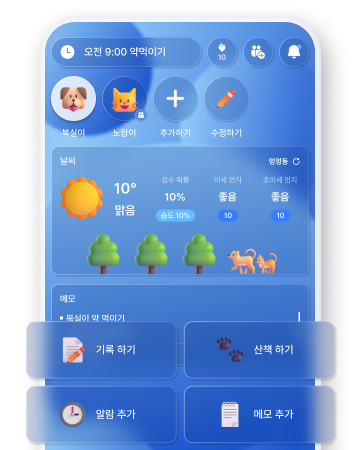 오전 9:00 약먹이기
10
복실이
노랑이
추가하기
수정하기
날씨
멍멍동
10°
맑음
강수 확률
10%
습도 10%
미세 먼지
좋음
10
초미세 먼지
좋음
10
메모
복실이 약 먹이기
기록 하기
산책 하기
알람 추가
메모 추가